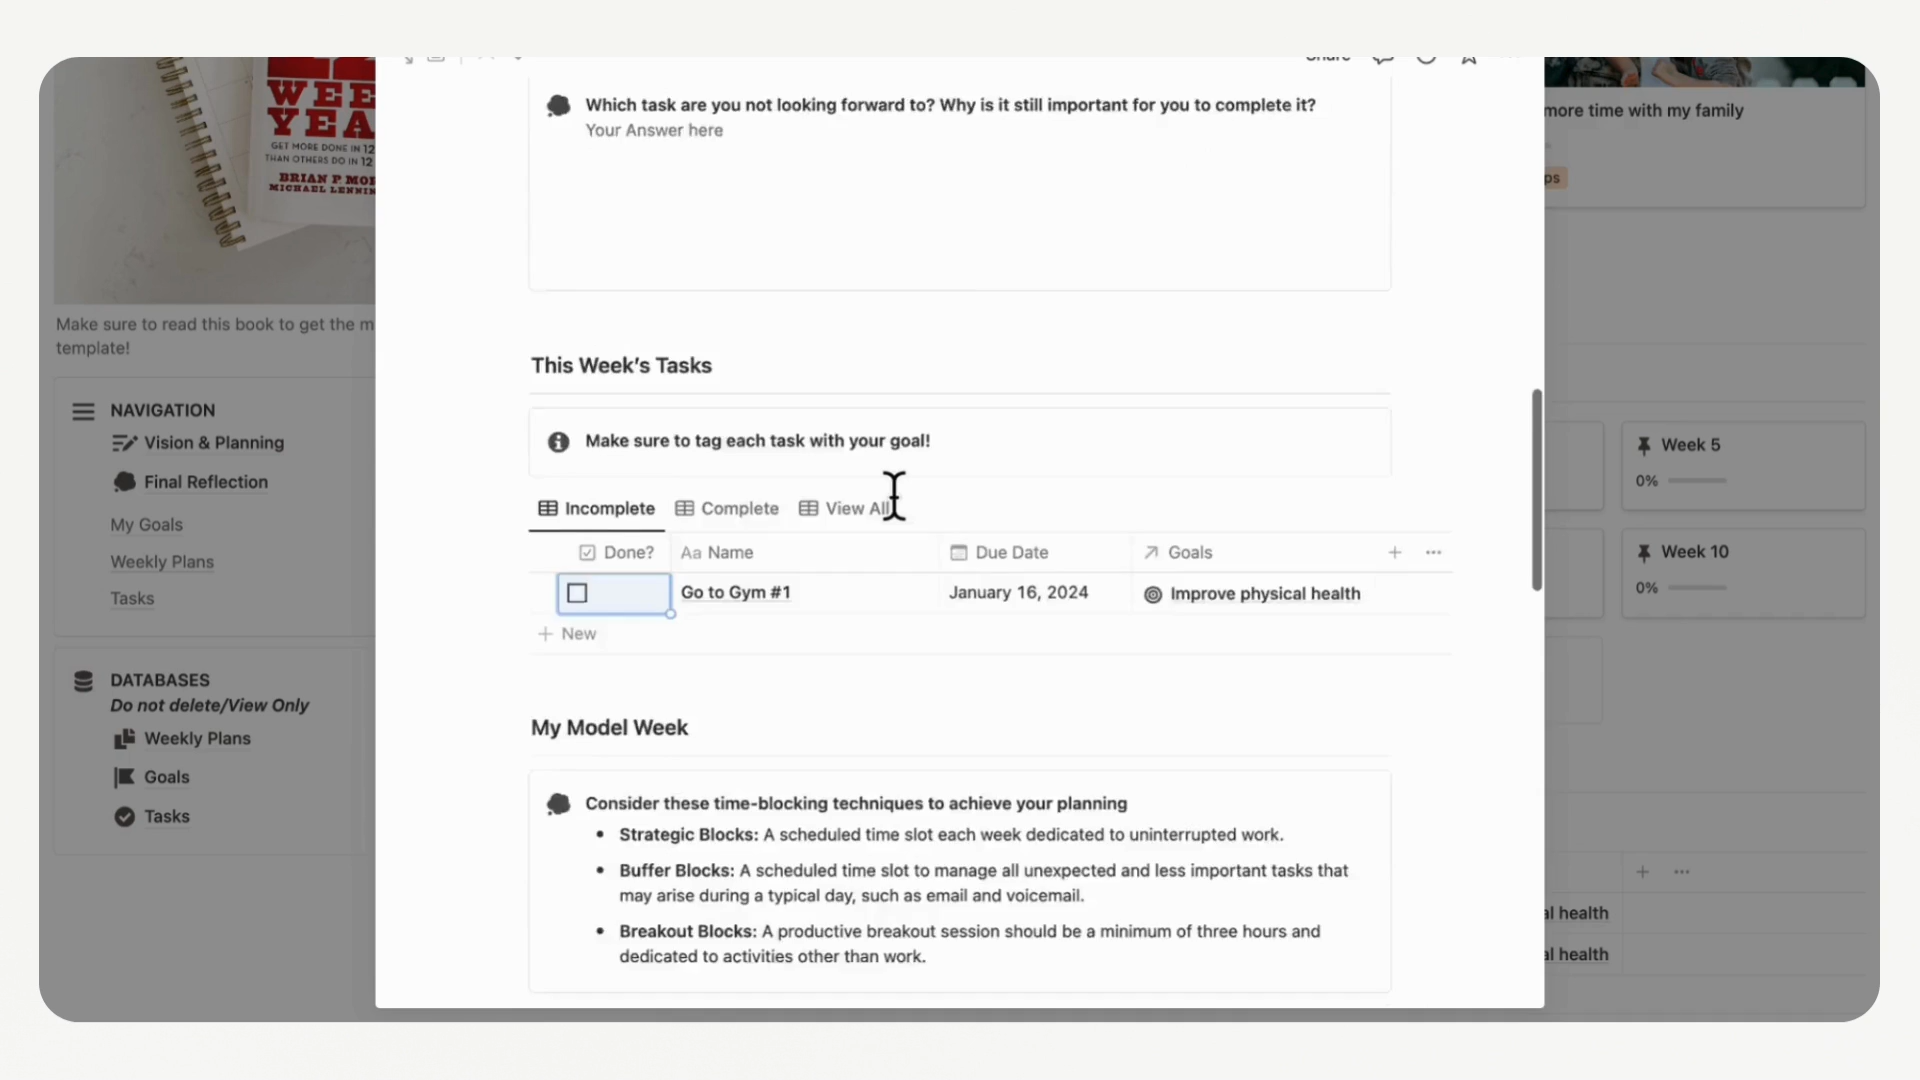 Share
WEE
YEA
GET MORE DONE IN 12
THAN OTHERS DO IN 12
BRIAN P MO
MICHAEL LENNIN
Make sure to read this book to get the m
template!
NAVIGATION
Vision & Planning
Final Reflection
My Goals
Weekly Plans
Tasks
DATABASES
Do not delete/View Only
Weekly Plans
Goals
Tasks
Which task are you not looking forward to? Why is it still important for you to complete it?
Your Answer here
This Week's Tasks
Make sure to tag each task with your goal!
Incomplete Complete View All
Done? Aa Name Due Date Goals
Go to Gym #1 January 16, 2024 Improve physical health
New
My Model Week
Consider these time-blocking techniques to achieve your planning
• Strategic Blocks: A scheduled time slot each week dedicated to uninterrupted work.
• Buffer Blocks: A scheduled time slot to manage all unexpected and less important tasks that
may arise during a typical day, such as email and voicemail.
• Breakout Blocks: A productive breakout session should be a minimum of three hours and
dedicated to activities other than work.
more time with my family
ps
Week 5
0%
Week 10
0%
al health
al health